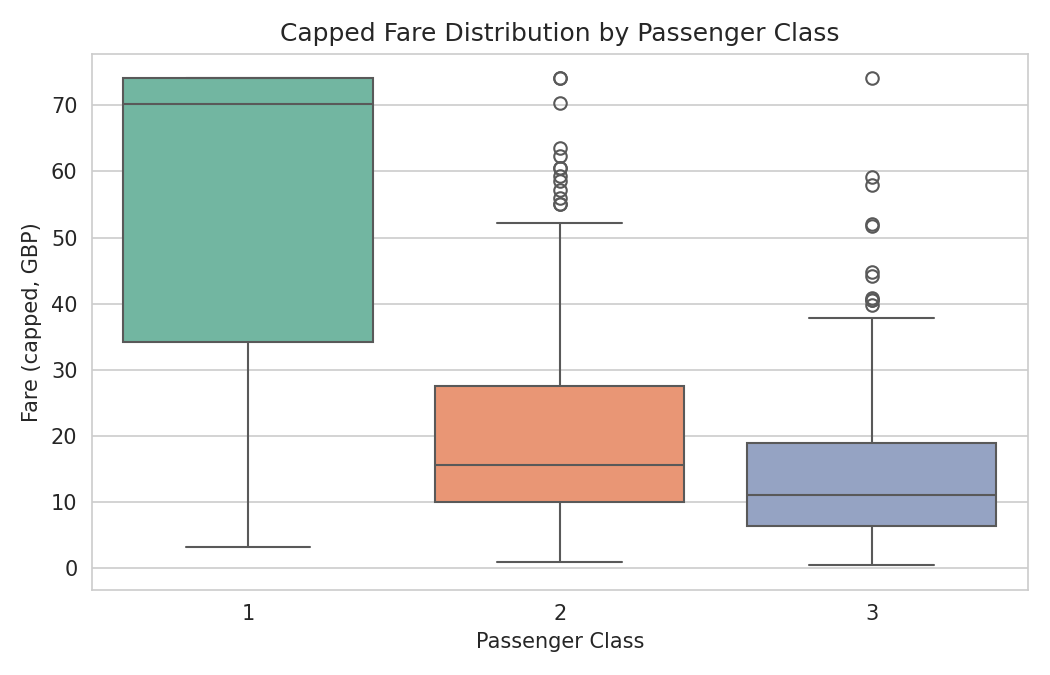 Capped Fare Distribution by Passenger Class
Fare (capped, GBP)
70
60
50
40
30
20
10
0
1 2 3
Passenger Class